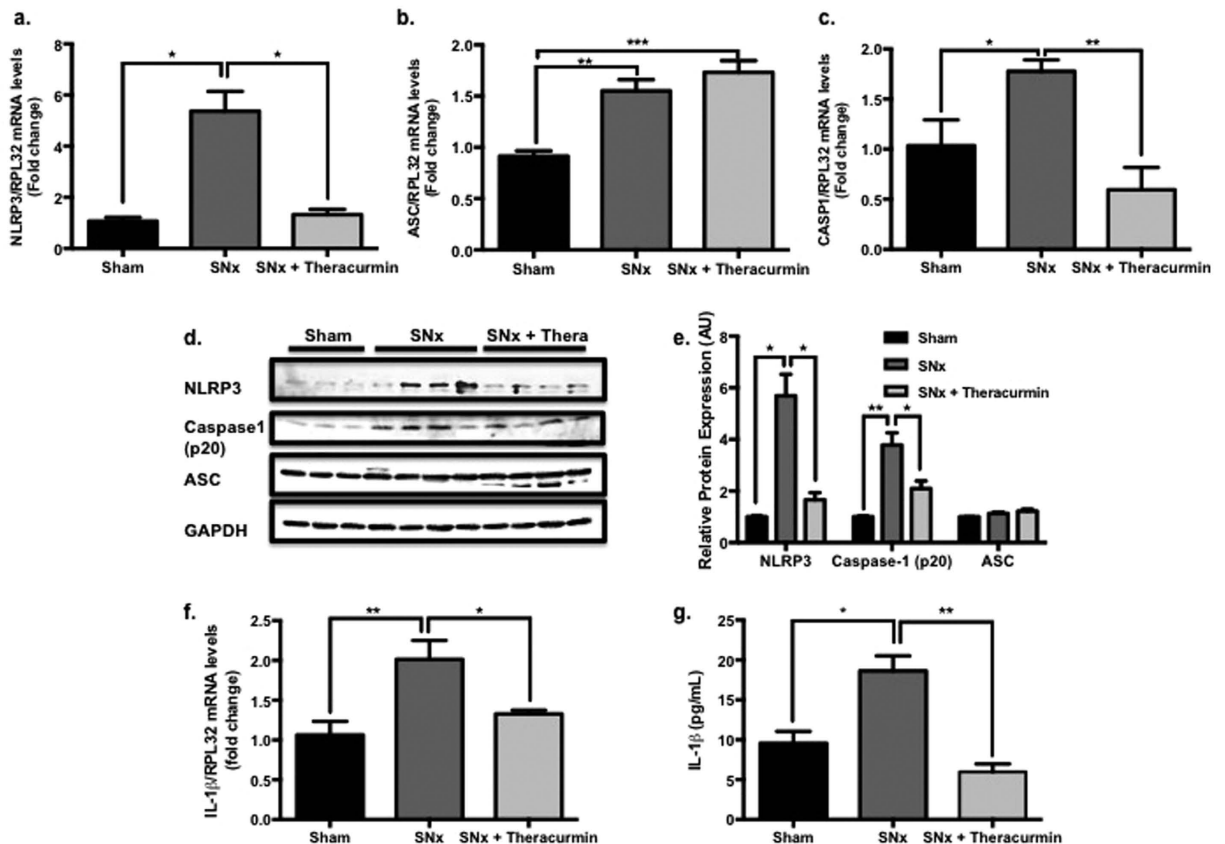 a.
NLRP3/RPL32 mRNA levels
(Fold change)
8
6
4
2
0
*
*
Sham
SNx
SNx + Theracurmin
b.
ASC/RPL32 mRNA levels
(Fold change)
2.0
1.5
1.0
0.5
0.0
***
**
Sham
SNx
SNx + Theracurmin
c.
CASP1/RPL32 mRNA levels
(Fold change)
2.0
1.5
1.0
0.5
0.0
*
**
Sham
SNx
SNx + Theracurmin
d.
Sham
SNx
SNx + Thera
NLRP3
Caspase1
(p20)
ASC
GAPDH
e.
Relative Protein Expression (AU)
8
6
4
2
0
*
*
**
*
Sham
SNx
SNx + Theracurmin
NLRP3
Caspase-1 (p20)
ASC
f.
IL-1β/RPL32 mRNA levels
(fold change)
2.5
2.0
1.5
1.0
0.5
0.0
**
*
Sham
SNx
SNx + Theracurmin
g.
IL-1β (pg/mL)
25
20
15
10
5
0
*
**
Sham
SNx
SNx + Theracurmin